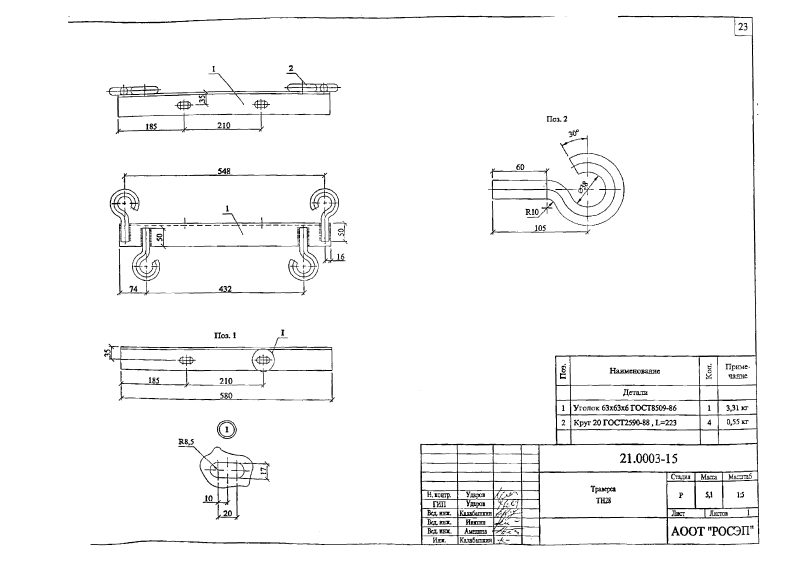 23
1
2
35
185
210
548
1
50
50
16
74
432
Поз. 1
I
35
185
210
580
1
R8,5
17
10
20
Поз. 2
30°
60
∅38
R10
105
Поз.
Наименование
Кол.
Приме-
чание
Детали
1 Уголок 63х63х6 ГОСТ8509-86 1 3,31 кг
2 Круг 20 ГОСТ2590-88 , L=223 4 0,55 кг
21.0003-15
Траверса
ТН28
Стадия Масса Масштаб
Р 5,1 1:5
Лист Листов 1
АООТ "РОСЭП"
Н. контр. Ударов
ГИП Ударов
Вед. инж. Калабашкин
Вед. инж.
Вед. инж.
Инж. Калабашкин